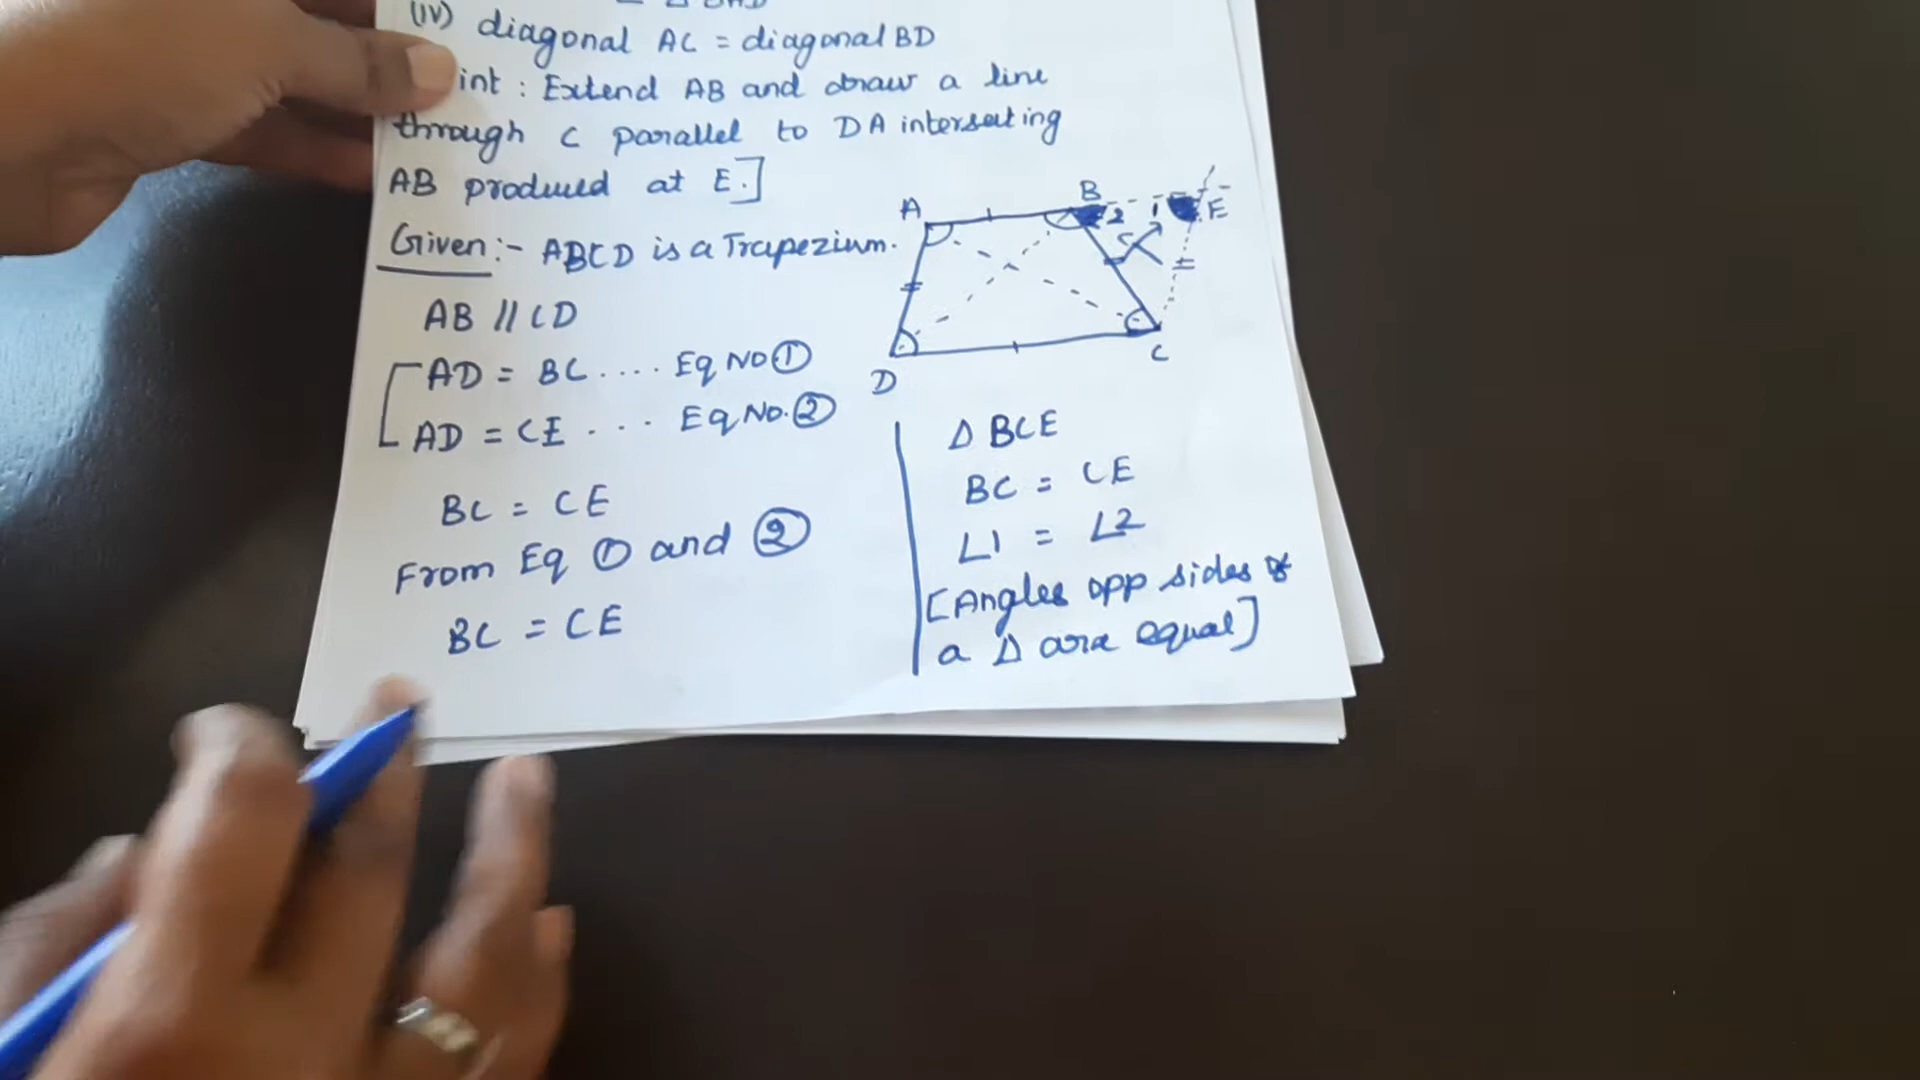 (iv) diagonal AC = diagonal BD
int : Extend AB and draw a line
through C parallel to DA interseting
AB produced at E.]
Given :- ABCD is a Trapezium.
AB // CD
AD = BC .... Eq NO ①
AD = CE ... Eq No. ②
BC = CE
From Eq ① and ②
BC = CE
A
B
2
1
E
D
C
Δ BCE
BC = CE
∠1 = ∠2
[Angles opp sides of
a Δ are equal]